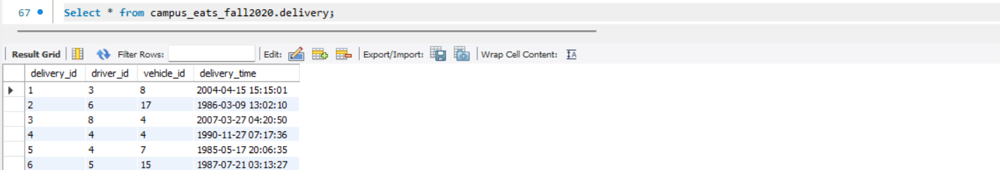 67 Select * from campus_eats_fall2020.delivery;
Result Grid Filter Rows: Edit: Export/Import: Wrap Cell Content: IA
delivery_id driver_id vehicle_id delivery_time
1 3 8 2004-04-15 15:15:01
2 6 17 1986-03-09 13:02:10
3 8 4 2007-03-27 04:20:50
4 4 4 1990-11-27 07:17:36
5 4 7 1985-05-17 20:06:35
6 5 15 1987-07-21 03:13:27